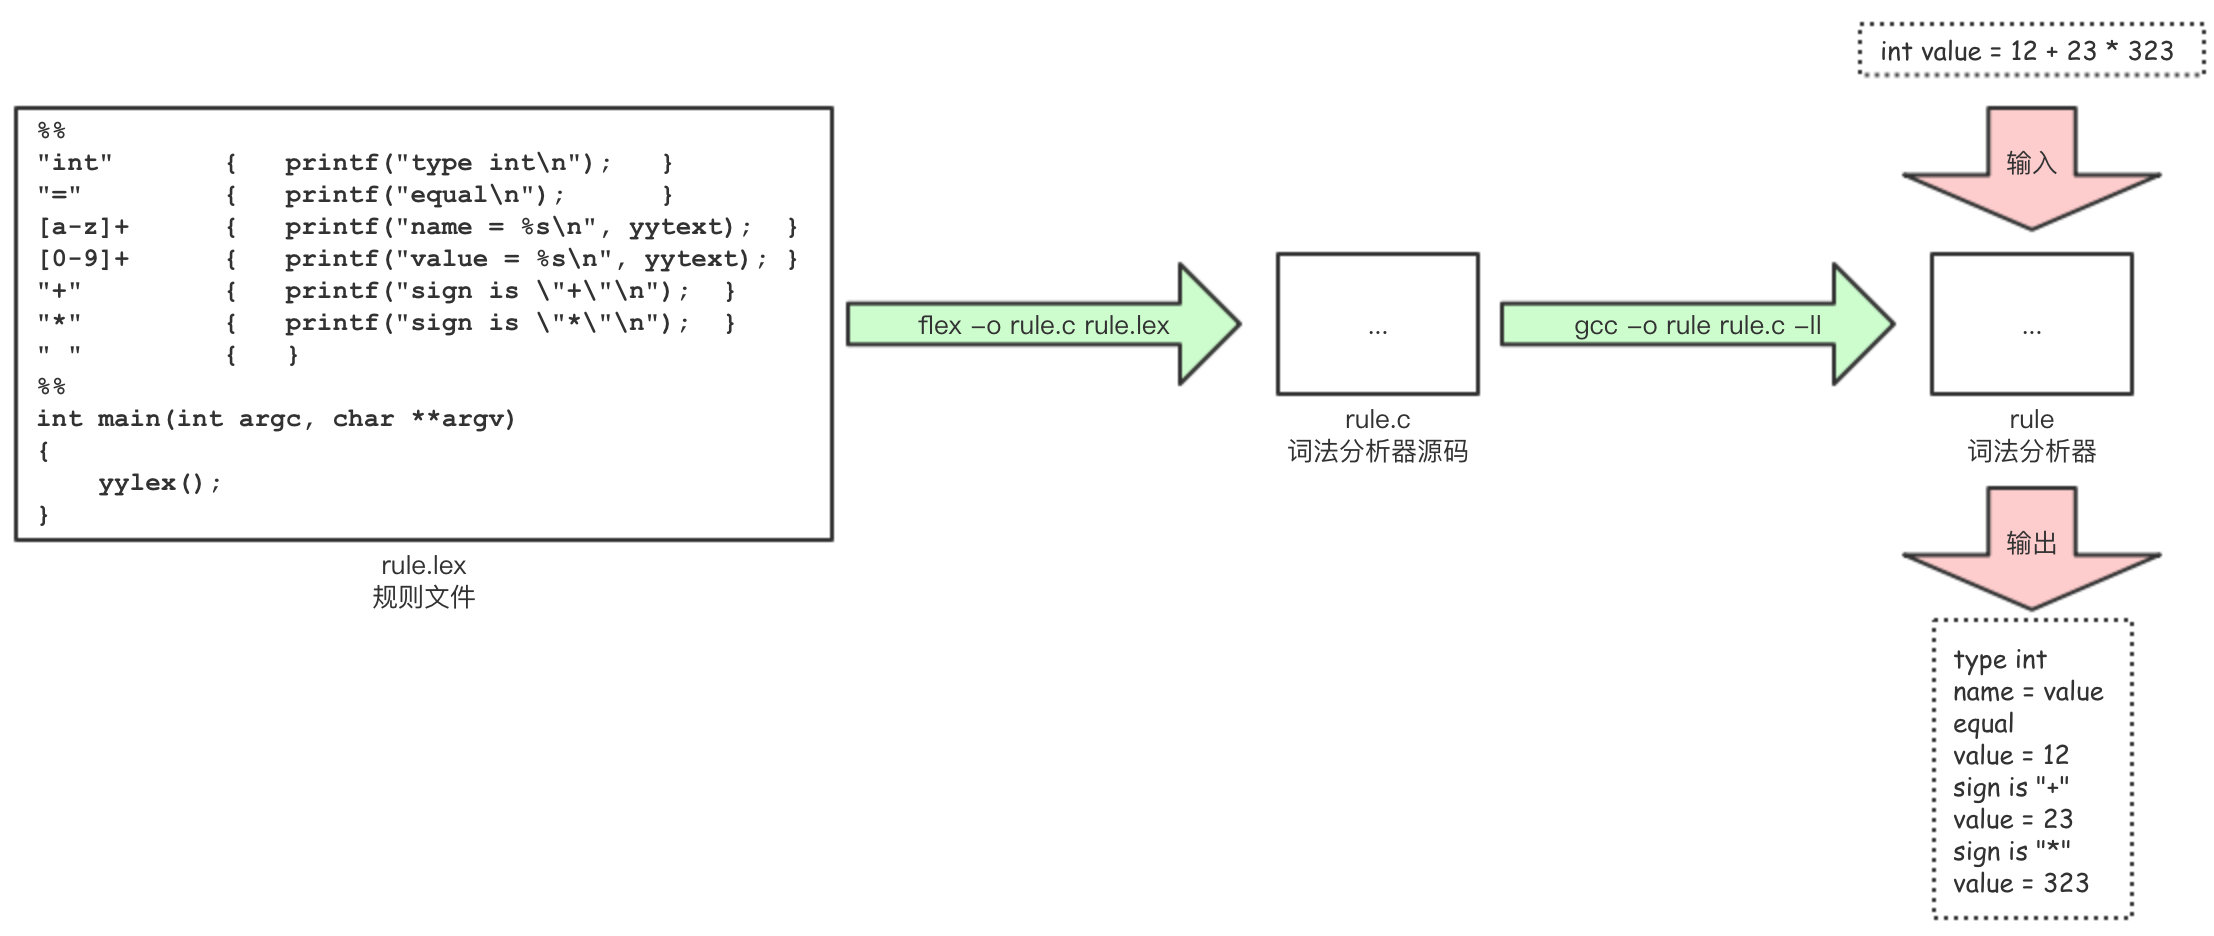 %%
"int"       {   printf("type int\n");   }
"="         {   printf("equal\n");      }
[a-z]+      {   printf("name = %s\n", yytext);  }
[0-9]+      {   printf("value = %s\n", yytext); }
"+"         {   printf("sign is \"+\"\n");  }
"*"         {   printf("sign is \"*\"\n");  }
" "         {   }
%%
int main(int argc, char **argv)
{
    yylex();
}
rule.lex
规则文件
flex -o rule.c rule.lex
...
rule.c
词法分析器源码
gcc -o rule rule.c -ll
int value = 12 + 23 * 323
输入
...
rule
词法分析器
输出
type int
name = value
equal
value = 12
sign is "+"
value = 23
sign is "*"
value = 323